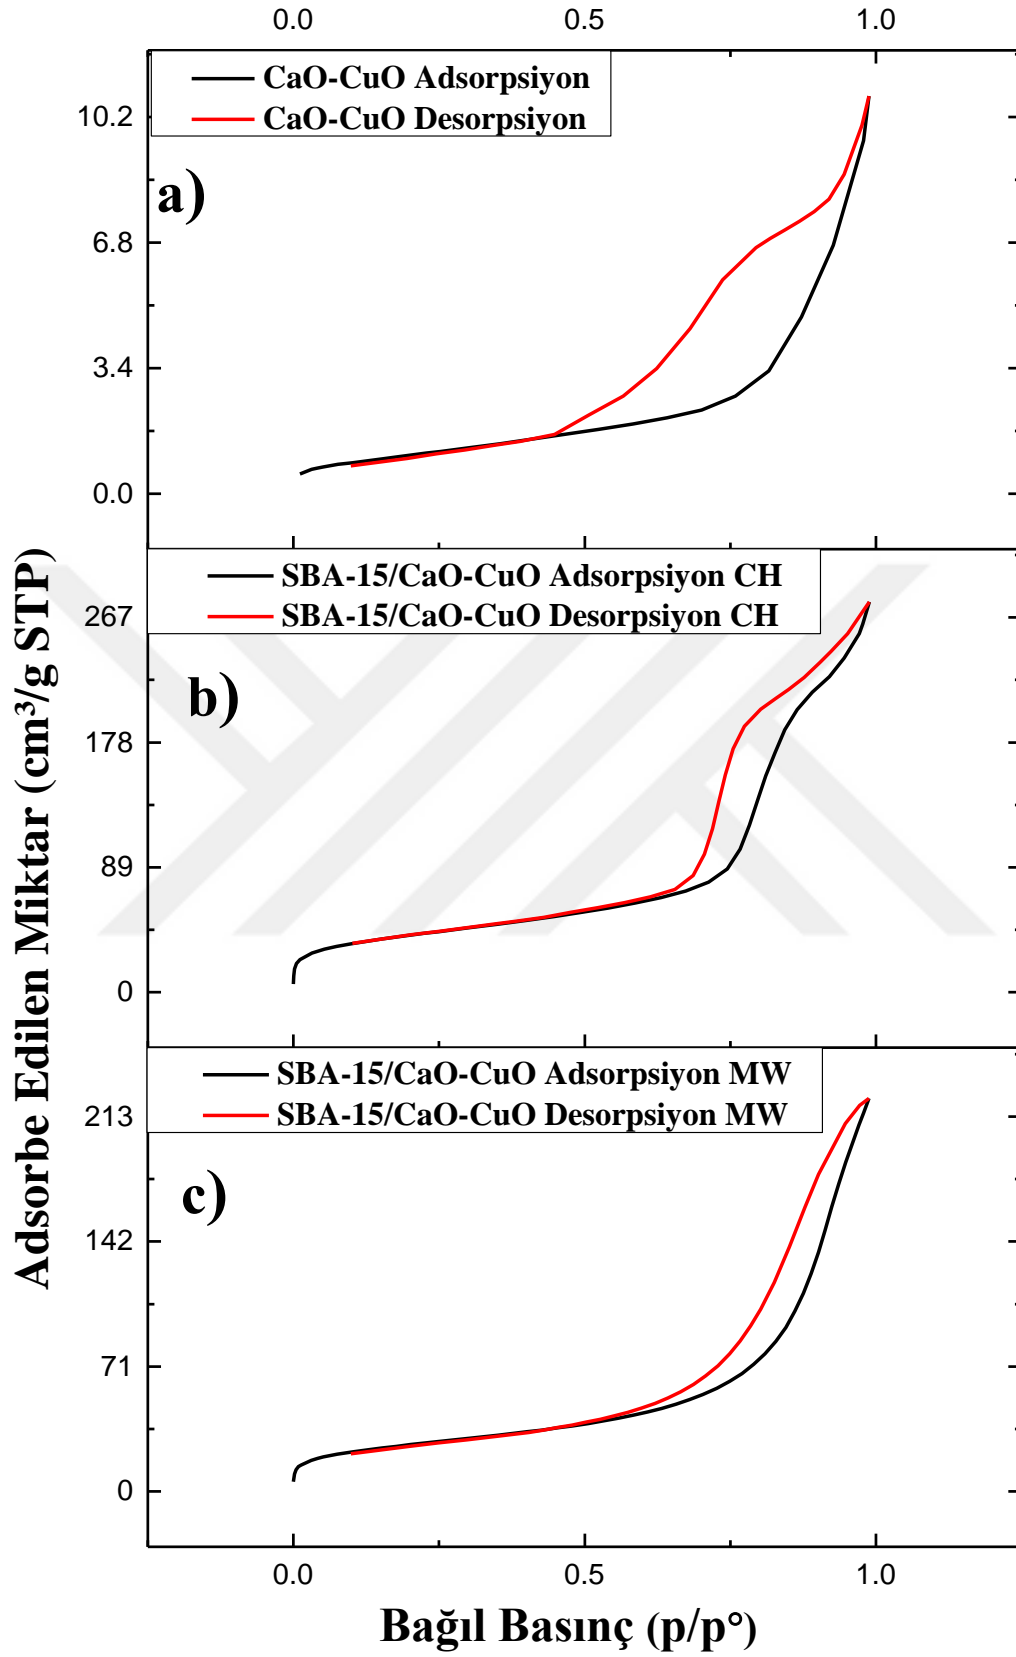 0.0 0.5 1.0
CaO-CuO Adsorpsiyon
CaO-CuO Desorpsiyon
a)
10.2
6.8
3.4
0.0
SBA-15/CaO-CuO Adsorpsiyon CH
SBA-15/CaO-CuO Desorpsiyon CH
b)
267
178
89
0
SBA-15/CaO-CuO Adsorpsiyon MW
SBA-15/CaO-CuO Desorpsiyon MW
c)
213
142
71
0
0.0 0.5 1.0
Adsorbe Edilen Miktar (cm³/g STP)
Bağıl Basınç (p/p°)